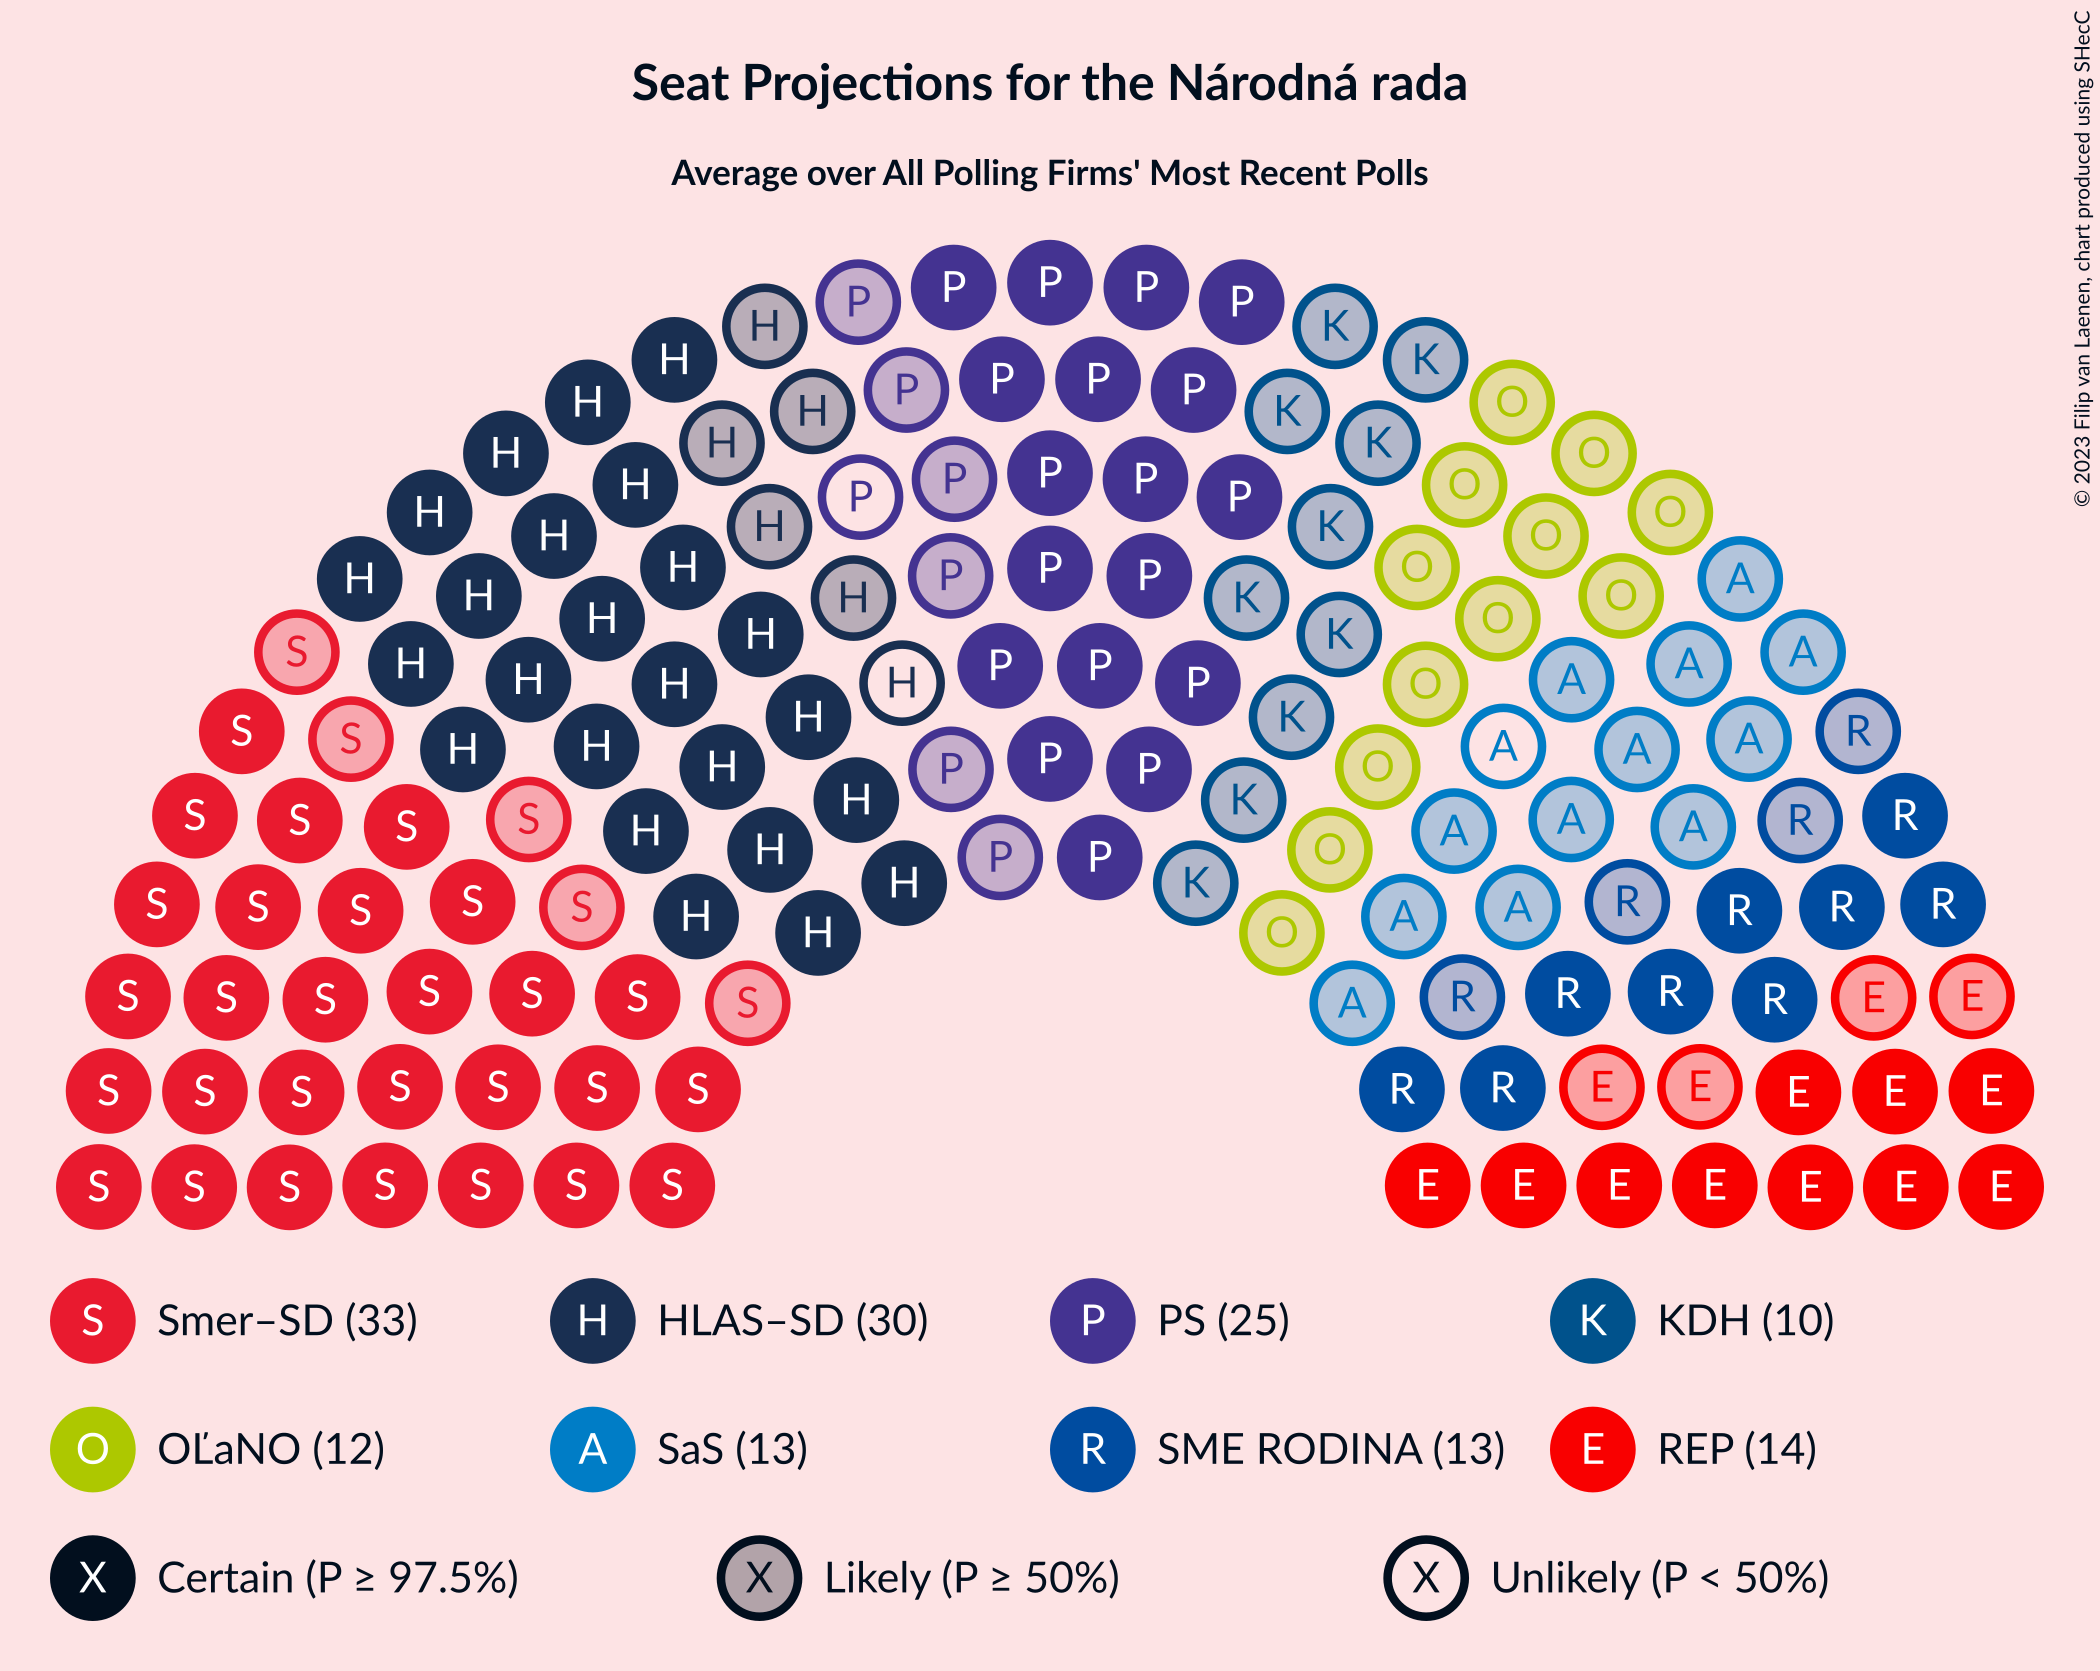 Seat Projections for the Národná rada
Average over All Polling Firms' Most Recent Polls
© 2023 Filip van Laenen, chart produced using SHecC
P P P P P
H H K K
H P P P P K
H H K O
H H P P P P P K O
H H K O
H H P P P K O O
H H H K O
S H H H P P P K O A
S H H H H K O A A
S S H H H P P P K O A A A R
S S S S H H H P P K O A A A R R
S S S S S H H H K O A A R R R R
S S S S S S S A R R R R E E
S S S S S S S R R E E E E E
S S S S S S S E E E E E E E
S Smer–SD (33) H HLAS–SD (30) P PS (25) K KDH (10)
O OĽaNO (12) A SaS (13) R SME RODINA (13) E REP (14)
X Certain (P ≥ 97.5%) X Likely (P ≥ 50%) X Unlikely (P < 50%)